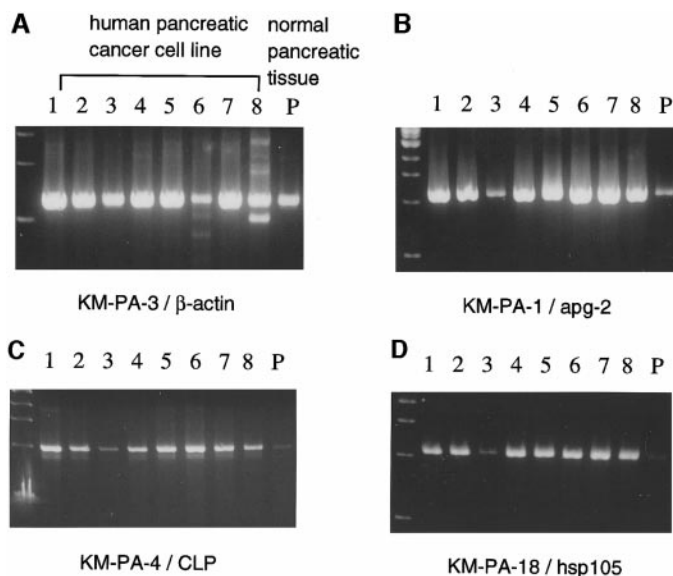 A
human pancreatic
cancer cell line
normal
pancreatic
tissue
1 2 3 4 5 6 7 8 P
KM-PA-3 / β-actin
B
1 2 3 4 5 6 7 8 P
KM-PA-1 / apg-2
C
1 2 3 4 5 6 7 8 P
KM-PA-4 / CLP
D
1 2 3 4 5 6 7 8 P
KM-PA-18 / hsp105